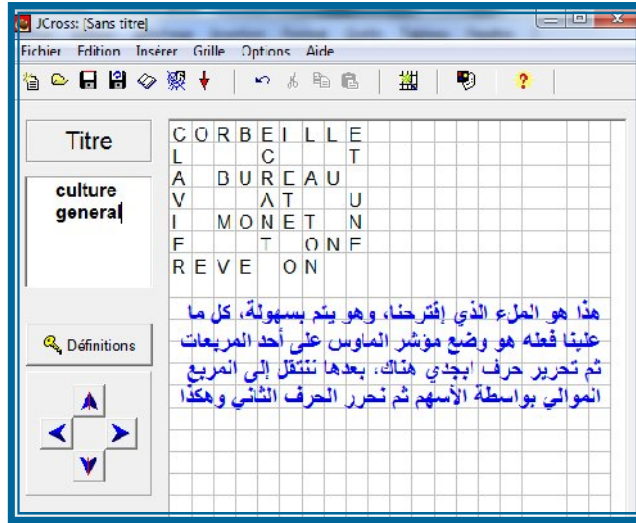 JCross: [Sans titre]
Fichier Edition Insérer Grille Options Aide
Titre
culture
general
Définitions
C O R B E I L L E
L C T
A B U R E A U
V A T U
I M O N E T N
E T O N E
R E V E O N
هذا هو الملء الذي إقترحنا، وهو يتم بسهولة، كل ما
علينا فعله هو وضع مؤشر الماوس على أحد المربعات
ثم تحرير حرف ابجدي هناك، بعدها ننتقل إلى المربع
الموالي بواسطة الأسهم ثم نحرر الحرف الثاني وهكذا